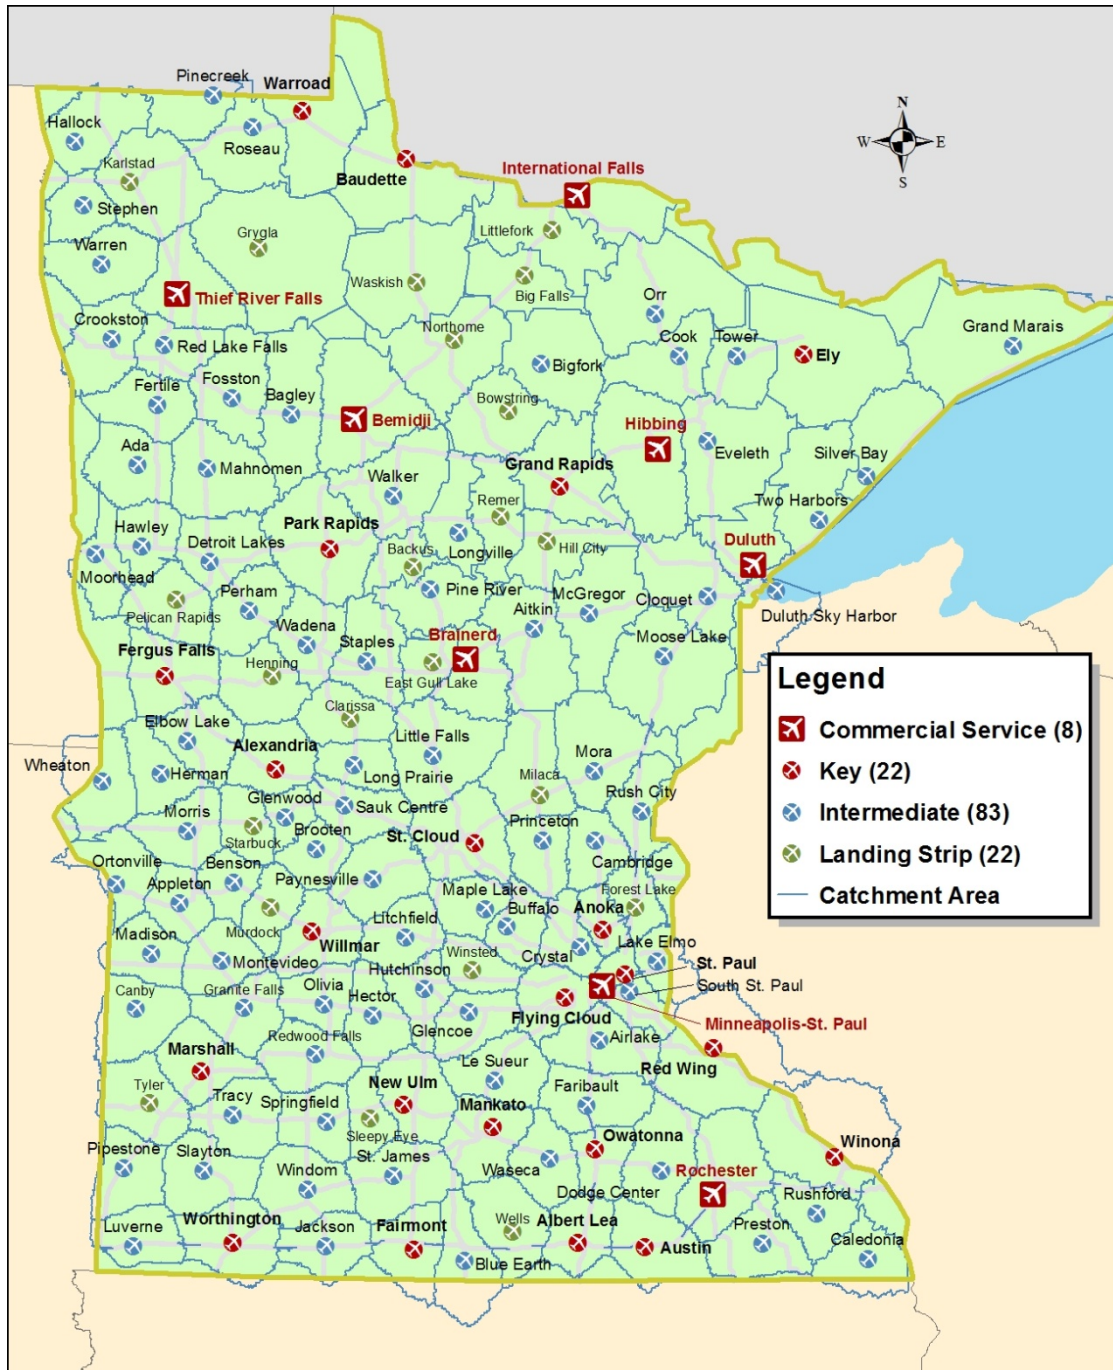 Pinecreek
Warroad
N
Hallock
Roseau
W
E
Karlstad
Baudette
International Falls
S
Stephen
Grygla
Littlefork
Warren
Waskish
Big Falls
Thief River Falls
Orr
Crookston
Northome
Grand Marais
Red Lake Falls
Cook
Tower
Ely
Bigfork
Fertile
Fosston
Bagley
Bowstring
Bemidji
Hibbing
Ada
Eveleth
Silver Bay
Mahnomen
Grand Rapids
Walker
Two Harbors
Remer
Park Rapids
Hawley
Detroit Lakes
Longville
Hill City
Duluth
Backus
Moorhead
Pine River
McGregor
Cloquet
Perham
Aitkin
Duluth Sky Harbor
Pelican Rapids
Wadena
Staples
Brainerd
Moose Lake
Fergus Falls
Henning
East Gull Lake
Legend
Clarissa
Elbow Lake
Commercial Service (8)
Alexandria
Little Falls
Mora
Wheaton
Herman
Long Prairie
Milaca
Key (22)
Rush City
Glenwood
Morris
Sauk Centre
Intermediate (83)
Brooten
St. Cloud
Princeton
Starbuck
Ortonville
Benson
Cambridge
Landing Strip (22)
Appleton
Paynesville
Maple Lake
Forest Lake
Catchment Area
Litchfield
Buffalo
Anoka
Murdock
Madison
Willmar
Lake Elmo
Montevideo
Winsted
Crystal
St. Paul
Hutchinson
South St. Paul
Canby
Granite Falls
Olivia
Hector
Flying Cloud
Minneapolis-St. Paul
Glencoe
Redwood Falls
Airlake
Marshall
Le Sueur
Red Wing
Tyler
Tracy
New Ulm
Faribault
Springfield
Mankato
Sleepy Eye
Owatonna
Winona
Pipestone
Slayton
St. James
Windom
Waseca
Rochester
Dodge Center
Rushford
Luverne
Worthington
Jackson
Fairmont
Wells
Albert Lea
Preston
Austin
Caledonia
Blue Earth